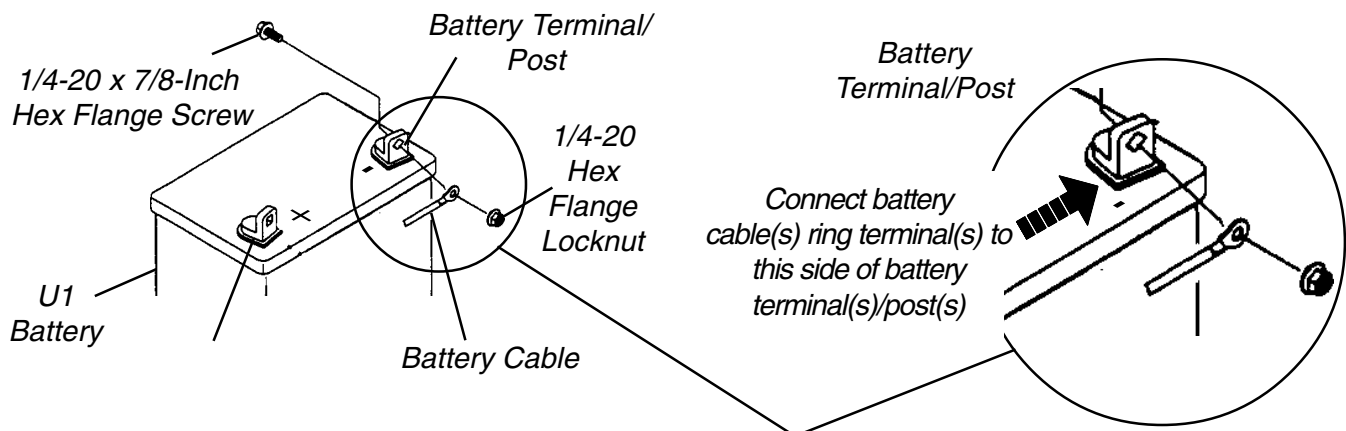 1/4-20 x 7/8-Inch
Hex Flange Screw
Battery Terminal/
Post
1/4-20
Hex
Flange
Locknut
U1
Battery
Battery Cable
- +
Battery
Terminal/Post
Connect battery
cable(s) ring terminal(s) to
this side of battery
terminal(s)/post(s)
-